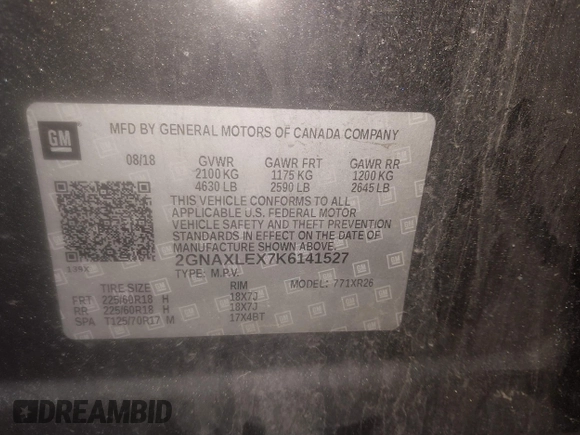 GM
MFD BY GENERAL MOTORS OF CANADA COMPANY
08/18 GVWR GAWR FRT GAWR RR
2100 KG 1175 KG 1200 KG
4630 LB 2590 LB 2645 LB
THIS VEHICLE CONFORMS TO ALL
APPLICABLE U.S. FEDERAL MOTOR
VEHICLE SAFETY AND THEFT PREVENTION
STANDARDS IN EFFECT ON THE DATE OF
MANUFACTURE SHOWN ABOVE.
2GNAXLEX7K6141527
TYPE: M.P.V. MODEL: 771XR26
TIRE SIZE RIM
FRT 225/60R18 H 18X7J
RR 225/60R18 H 18X7J
SPA T125/70R17 M 17X4BT
DREAMBID